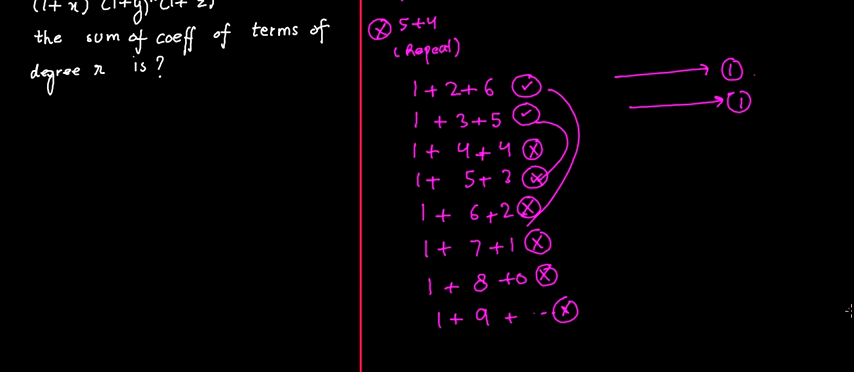 the sum of coeff of terms of
degree r is ?
5+4
(Repeat)
1+2+6
1 + 3+5
1+ 4+4
1+ 5+3
1+ 6+2
1+ 7+1
1+ 8+0
1+ 9 + ...
1
1